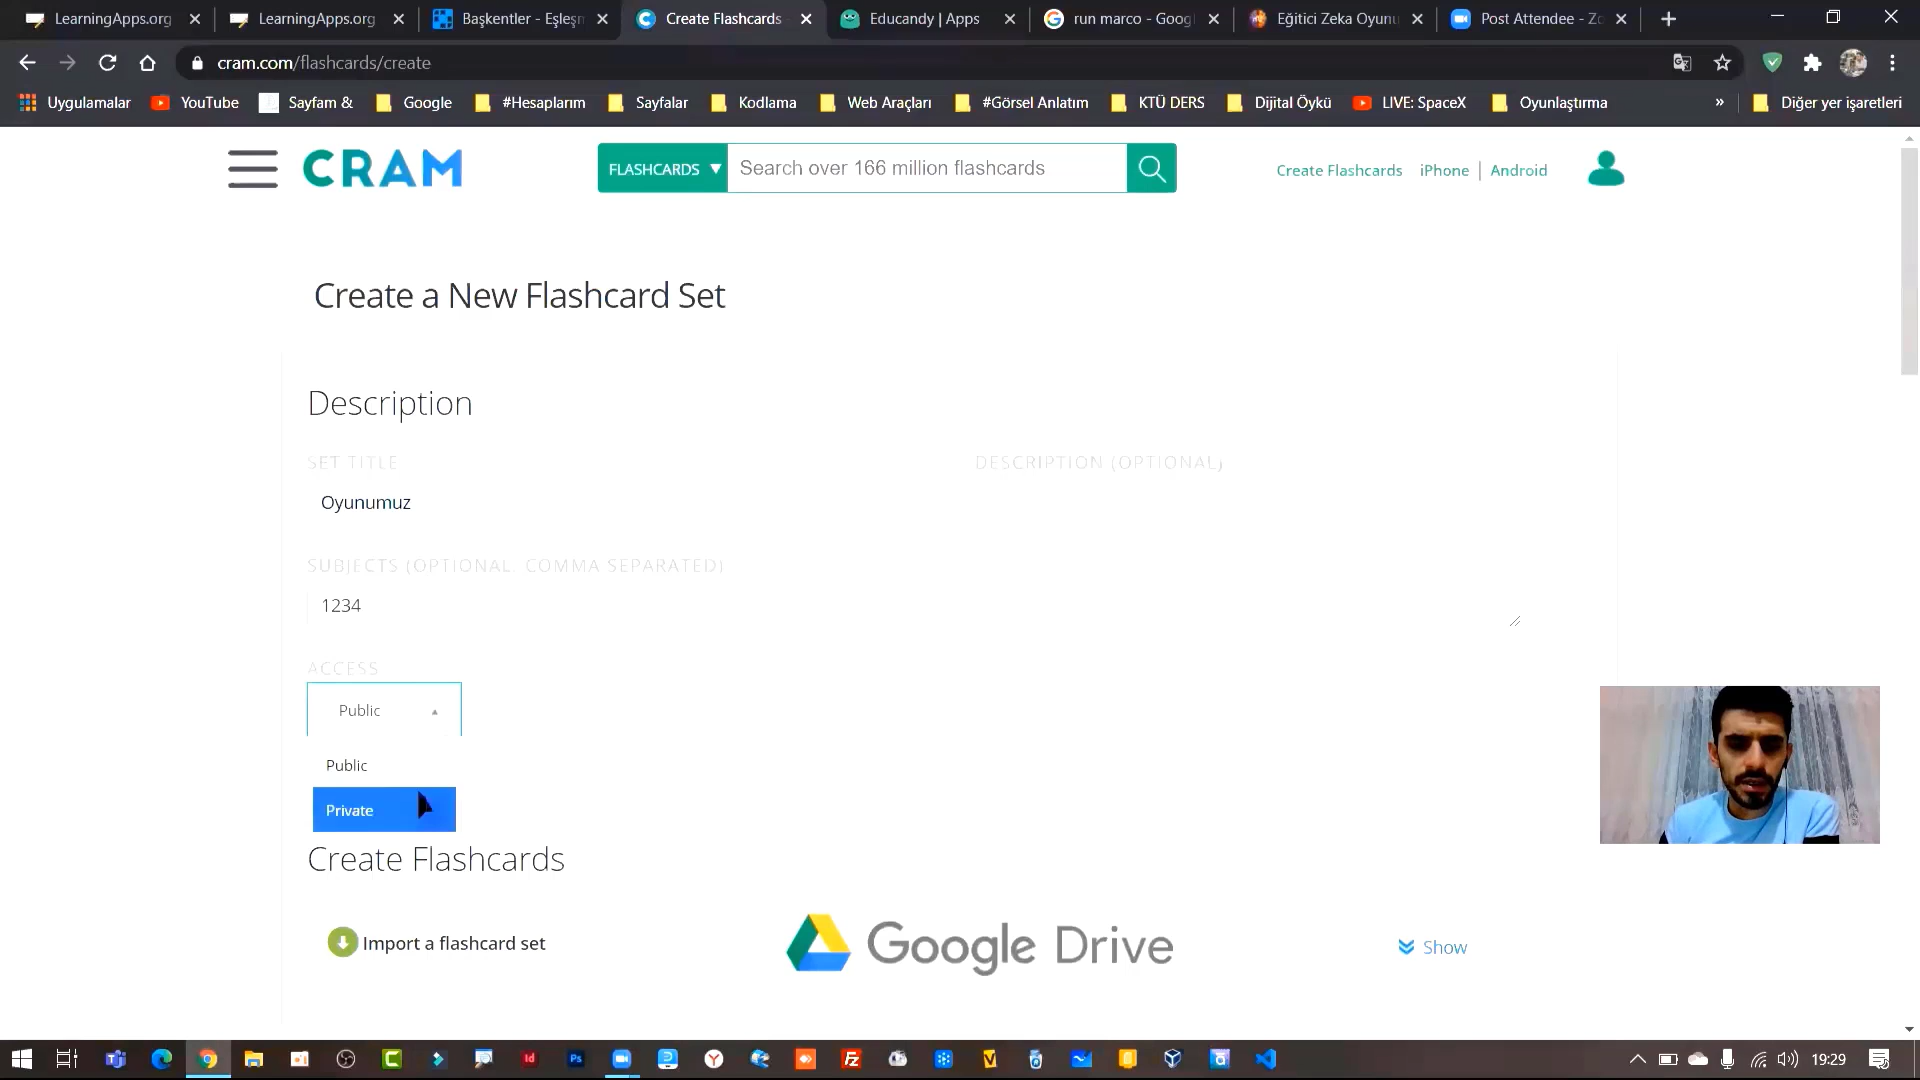 LearningApps.org
LearningApps.org
Başkentler - Eşleşm
Create Flashcards
Educandy | Apps
run marco - Googl
Eğitici Zeka Oyunu
Post Attendee - Zo
cram.com/flashcards/create
Uygulamalar
YouTube
Sayfam &
Google
#Hesaplarım
Sayfalar
Kodlama
Web Araçları
#Görsel Anlatım
KTÜ DERS
Dijital Öykü
LIVE: SpaceX
Oyunlaştırma
»
Diğer yer işaretleri
CRAM
FLASHCARDS
Search over 166 million flashcards
Create Flashcards
iPhone | Android
Create a New Flashcard Set
Description
SET TITLE
DESCRIPTION (OPTIONAL)
Oyunumuz
SUBJECTS (OPTIONAL, COMMA SEPARATED)
1234
ACCESS
Public
Public
Private
Create Flashcards
Import a flashcard set
Google Drive
Show
19:29